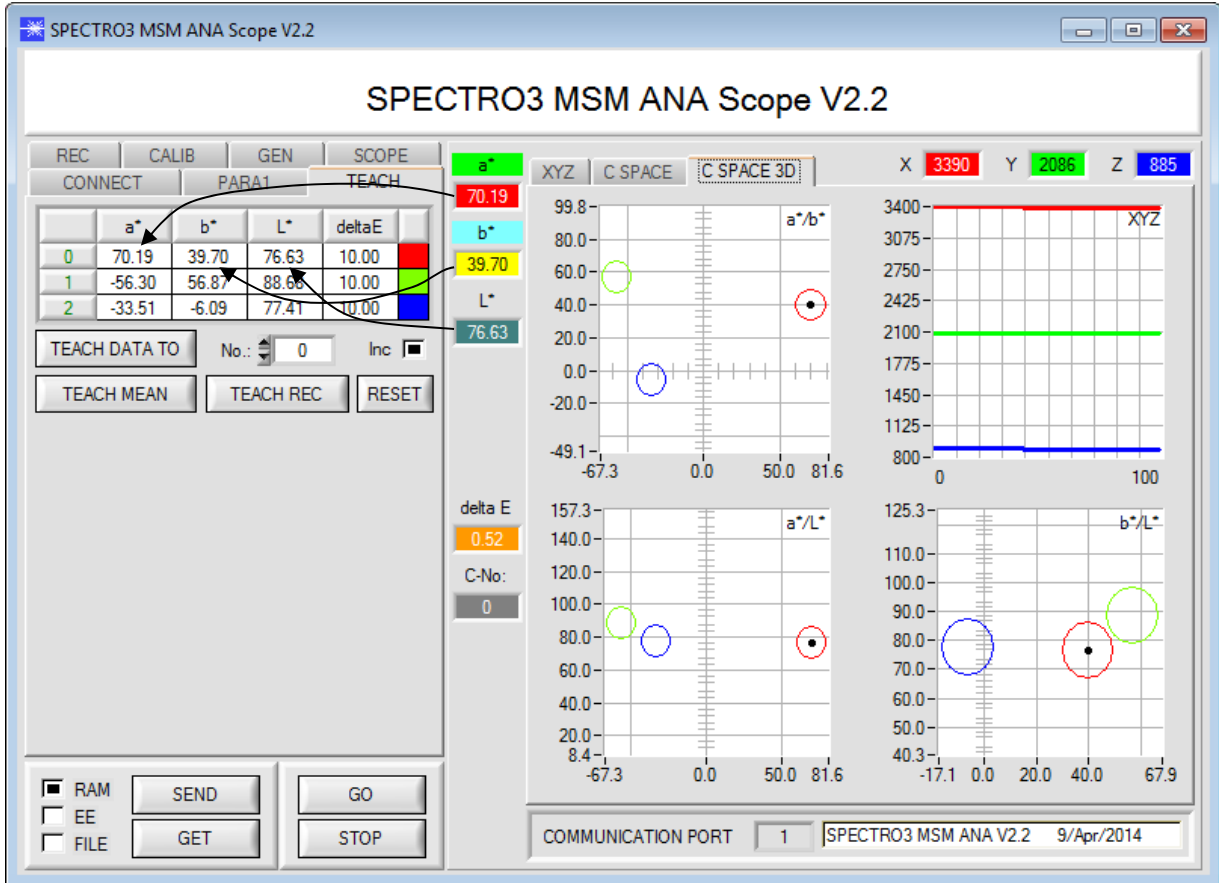 SPECTRO3 MSM ANA Scope V2.2
SPECTRO3 MSM ANA Scope V2.2
REC CALIB GEN SCOPE
CONNECT PARA1 TEACH
a* b* L* deltaE
0 70.19 39.70 76.63 10.00
1 -56.30 56.87 88.68 10.00
2 -33.51 -6.09 77.41 10.00
TEACH DATA TO No.: 0 Inc
TEACH MEAN TEACH REC RESET
RAM
EE
FILE
SEND
GET
GO
STOP
a*
70.19
b*
39.70
L*
76.63
delta E
0.52
C-No:
0
XYZ C SPACE C SPACE 3D
X 3390 Y 2086 Z 885
a*/b*
99.8
80.0
60.0
40.0
20.0
0.0
-20.0
-49.1
-67.3 0.0 50.0 81.6
XYZ
3400
3075
2750
2425
2100
1775
1450
1125
800
0 100
a*/L*
157.3
140.0
120.0
100.0
80.0
60.0
40.0
20.0
8.4
-67.3 0.0 50.0 81.6
b*/L*
125.3
110.0
100.0
90.0
80.0
70.0
60.0
50.0
40.3
-17.1 0.0 20.0 40.0 67.9
COMMUNICATION PORT 1 SPECTRO3 MSM ANA V2.2 9/Apr/2014